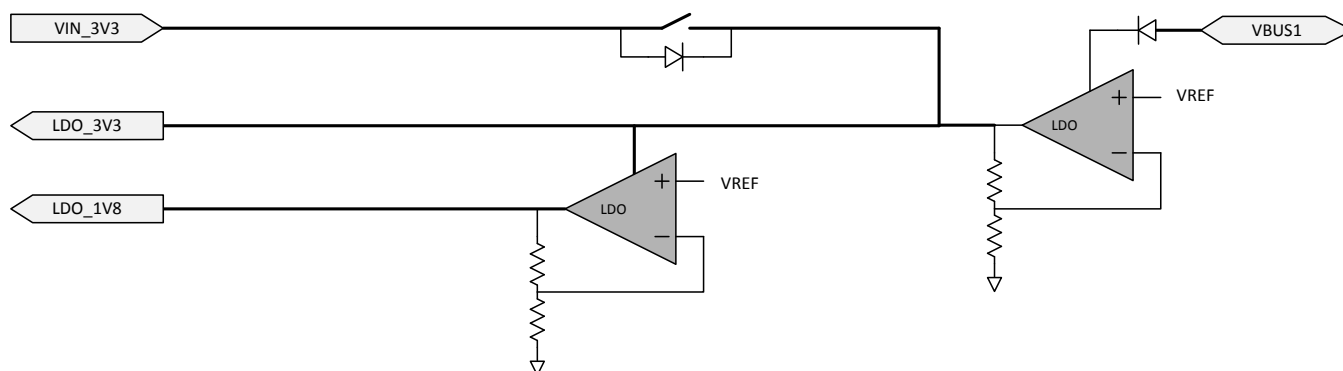 VIN_3V3
VBUS1
+
VREF
LDO
LDO_3V3
−
+
VREF
LDO_1V8
LDO
−